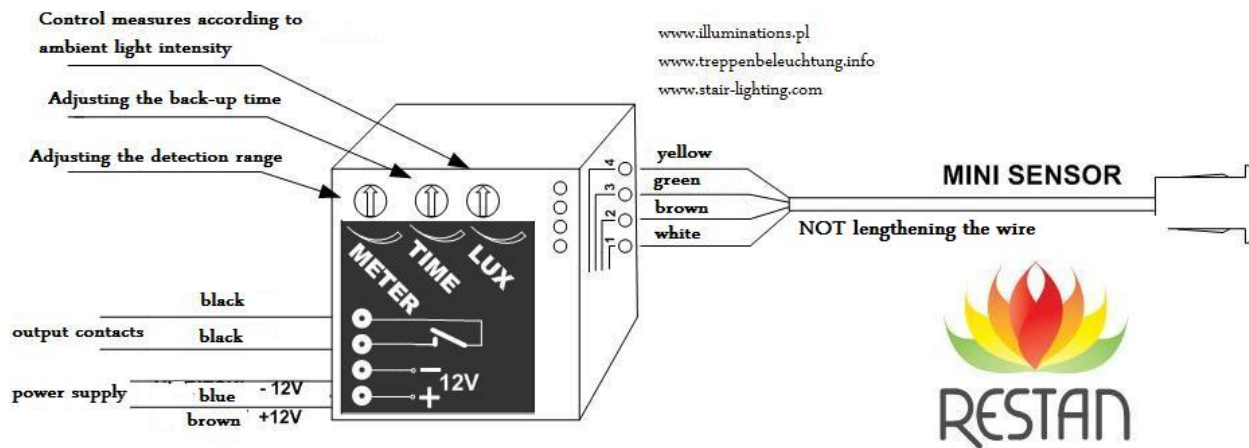 Control measures according to
ambient light intensity
Adjusting the back-up time
Adjusting the detection range
www.illuminations.pl
www.treppenbeleuchtung.info
www.stair-lighting.com
4
yellow
3
green
2
brown
1
white
MINI SENSOR
NOT lengthening the wire
METER
TIME
LUX
output contacts
black
black
power supply
blue
- 12V
brown
+12V
- 12V
+
RESTAN